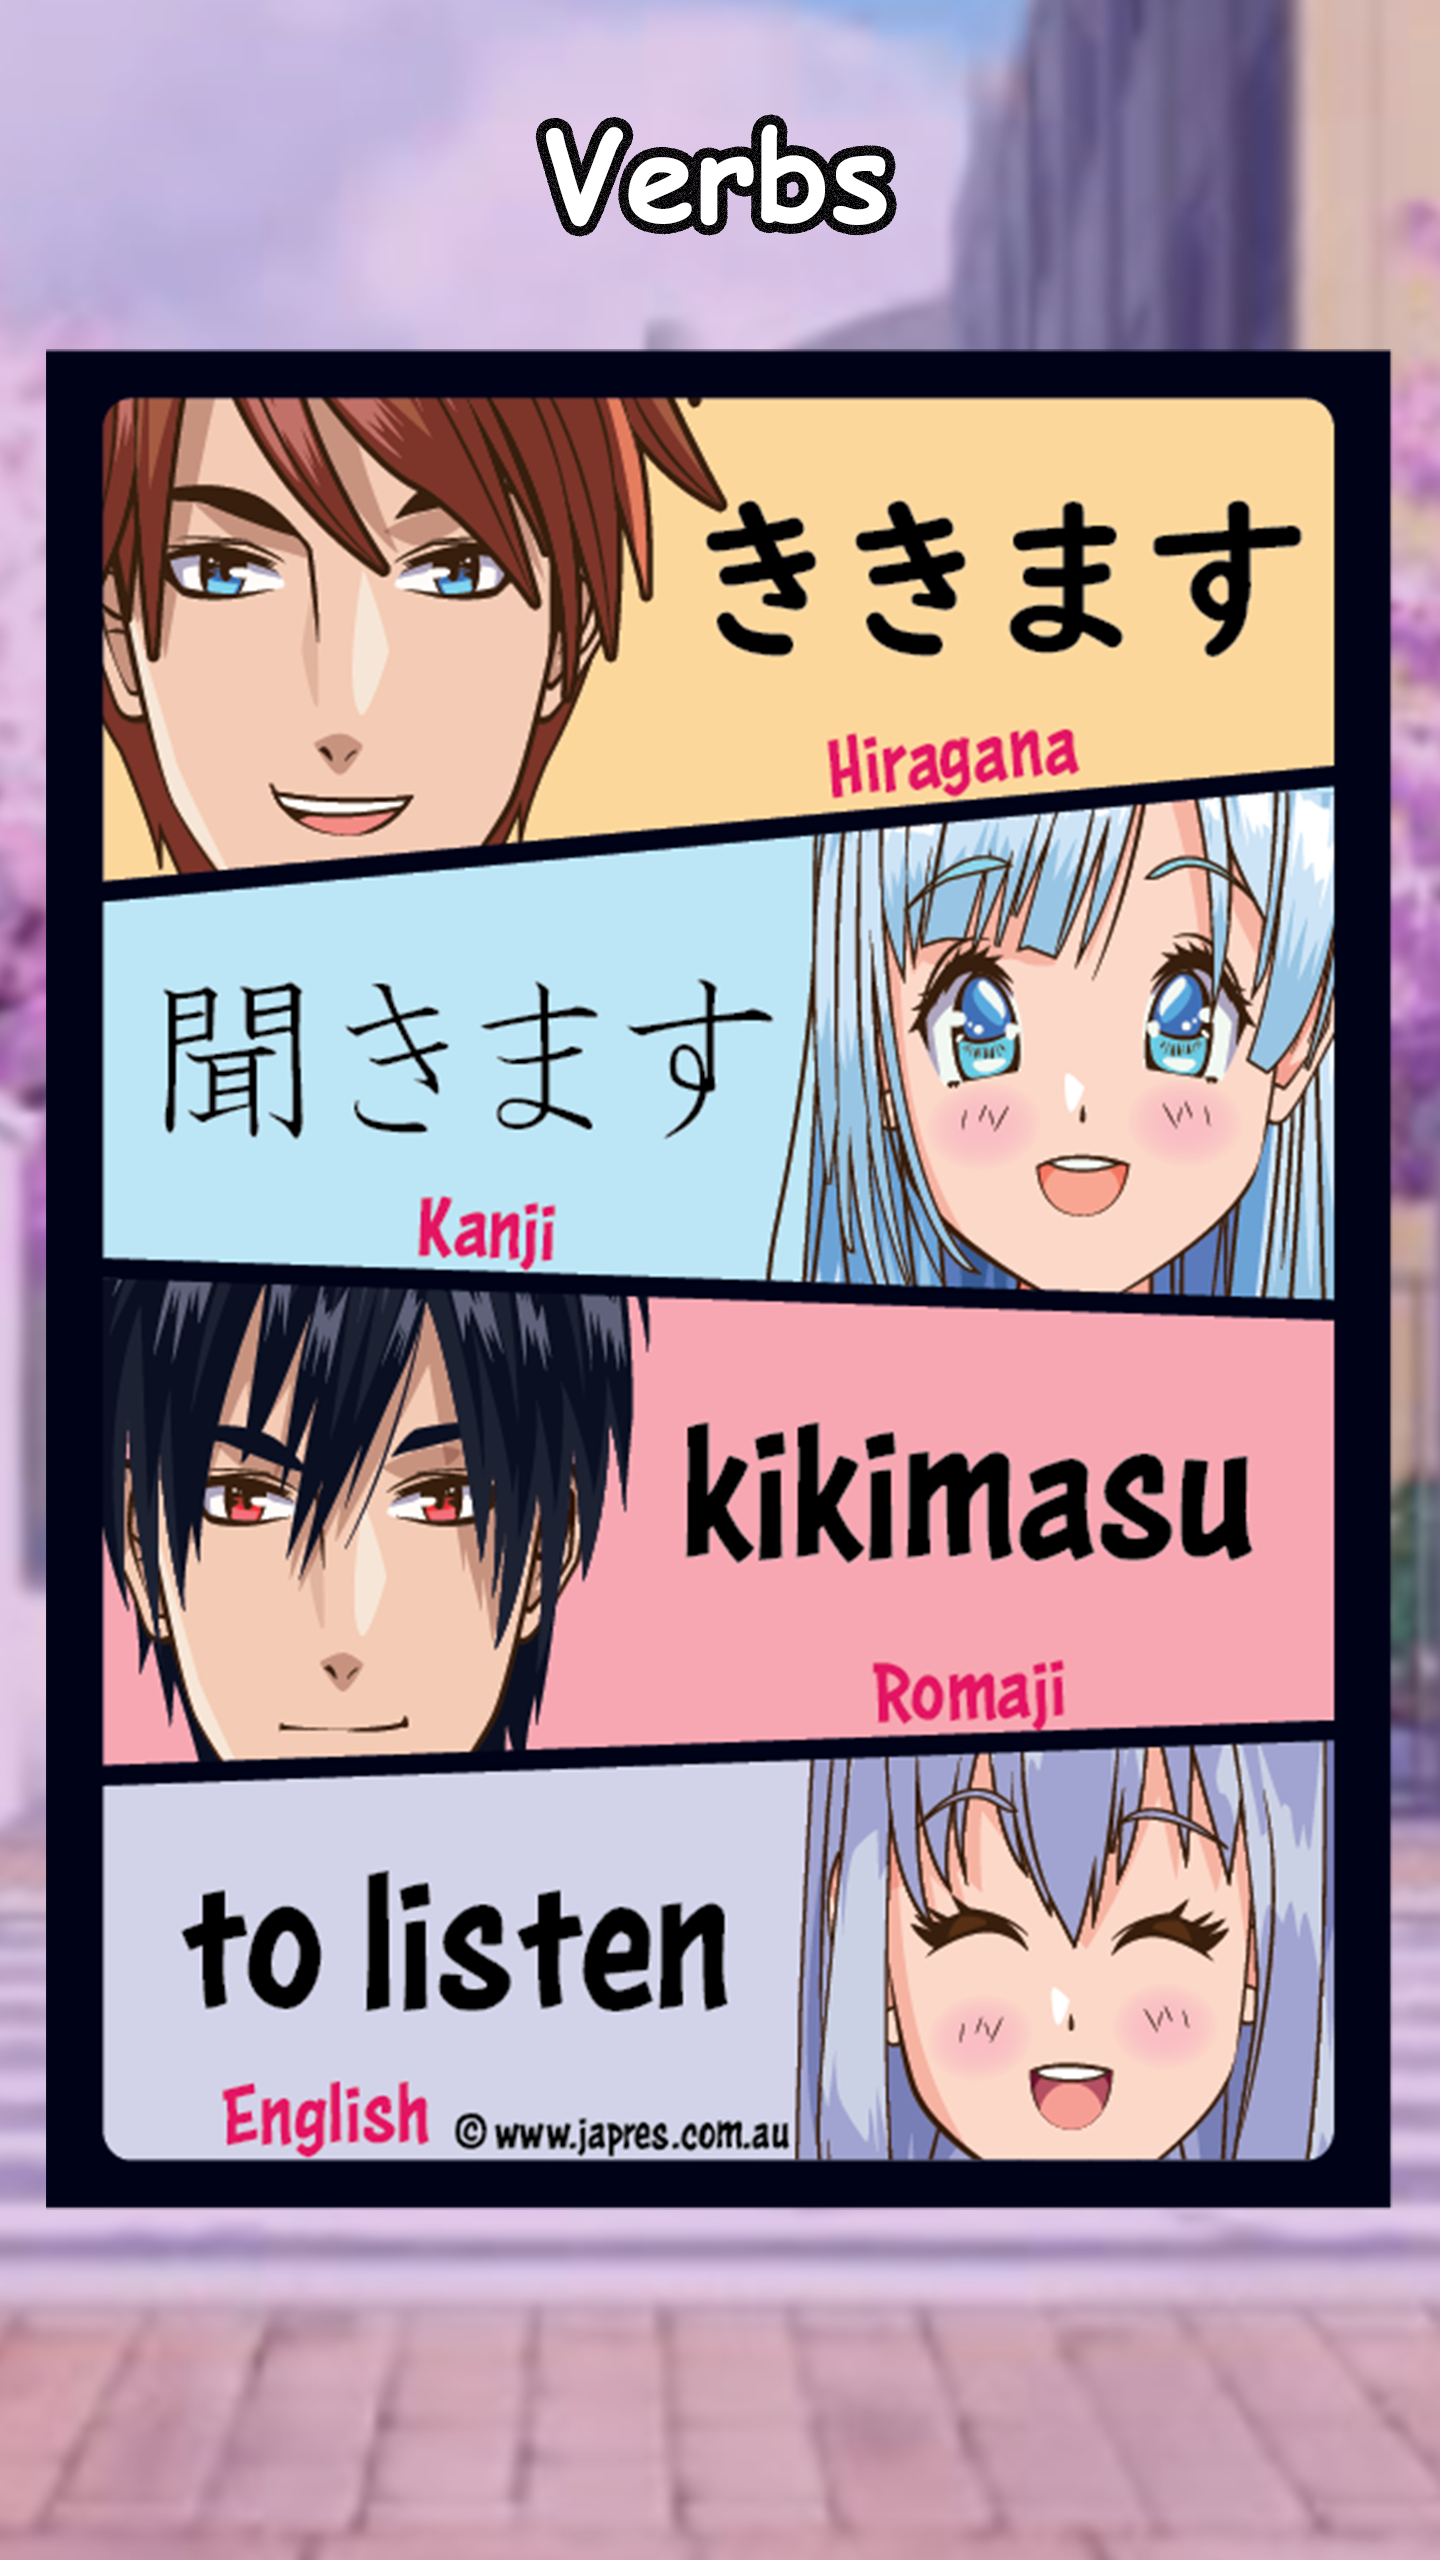 Verbs
ききます
Hiragana
聞きます
Kanji
kikimasu
Romaji
to listen
English
© www.japres.com.au